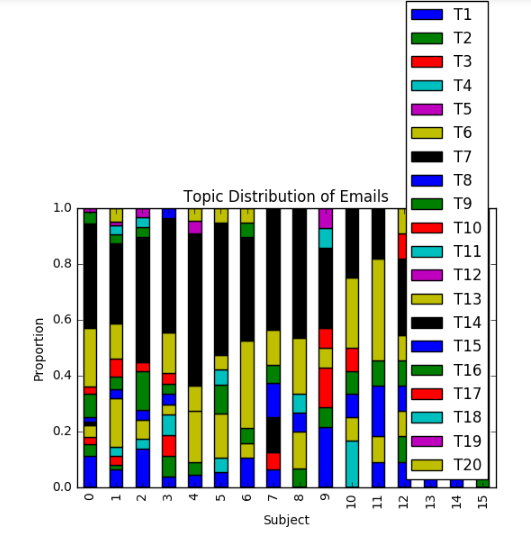 T1
T2
T3
T4
T5
T6
T7
T8
T9
T10
T11
T12
T13
T14
T15
T16
T17
T18
T19
T20
Topic Distribution of Emails
1.0
0.8
0.6
0.4
0.2
0.0
Proportion
0 1 2 3 4 5 6 7 8 9 10 11 12 13 14 15
Subject